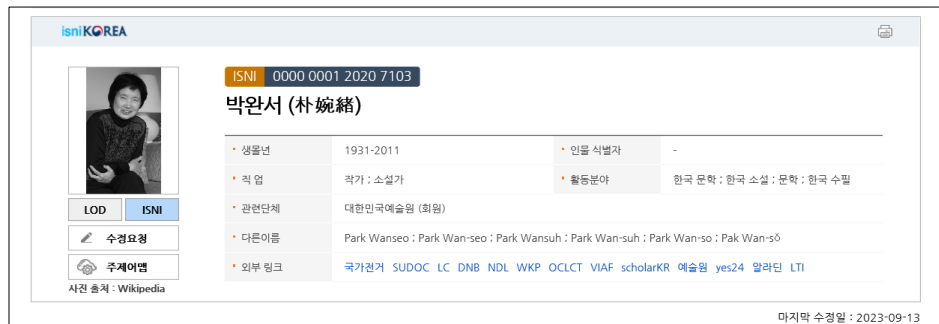 isni KOREA
ISNI 0000 0001 2020 7103
박완서 (朴婉緖)
생몰년 1931-2011 인물 식별자 -
직 업 작가 ; 소설가 활동분야 한국 문학 ; 한국 소설 ; 문학 ; 한국 수필
관련단체 대한민국예술원 (회원)
다른이름 Park Wanseo ; Park Wan-seo ; Park Wansuh ; Park Wan-suh ; Park Wan-so ; Pak Wan-sŏ
외부 링크 국가전거 SUDOC LC DNB NDL WKP OCLCT VIAF scholarKR 예술원 yes24 알라딘 LTI
LOD ISNI
수정요청
주제어맵
사진 출처 : Wikipedia
마지막 수정일 : 2023-09-13